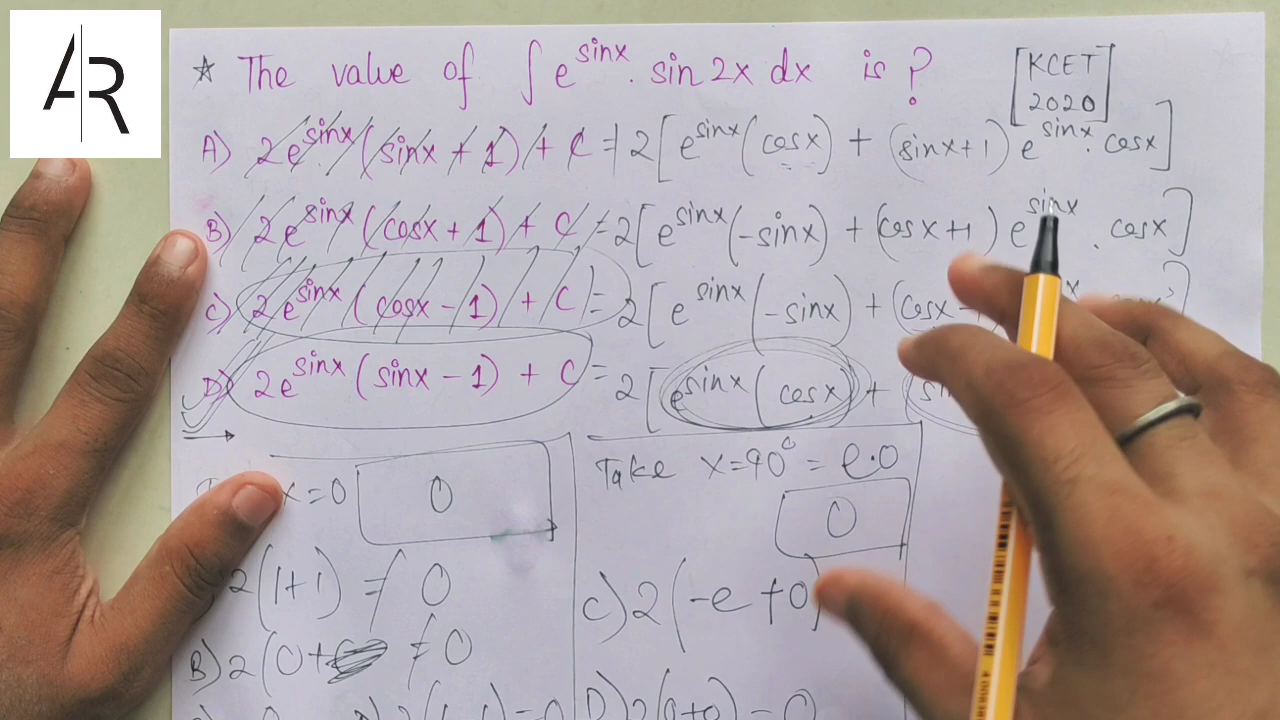 AR
☆ The value of ∫ e^sinx · sin 2x dx is ?
[KCET 2020]
A) 2e^sinx (sinx + 1) + C = 2[e^sinx (cosx) + (sinx+1) e^sinx · cosx]
B) 2e^sinx (cosx + 1) + C = 2[e^sinx (-sinx) + (cosx+1) e^sinx · cosx]
C) 2e^sinx (cosx - 1) + C = 2[e^sinx (-sinx) + (cosx
D) 2e^sinx (sinx - 1) + C = 2[e^sinx (cosx) +
x=0 0
Take x=90° = e·0
0
2(1+1) ≠ 0
B) 2(0+ ≠ 0
C) 2(-e+0)
D) 2(0+0) = 0